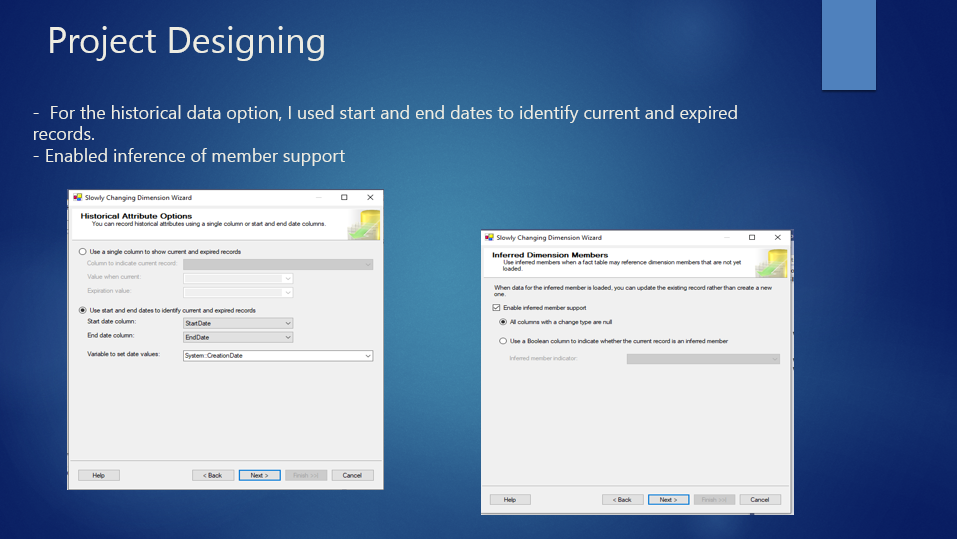 Project Designing
- For the historical data option, I used start and end dates to identify current and expired
records.
- Enabled inference of member support
Slowly Changing Dimension Wizard
Historical Attribute Options
You can record historical attributes using a single column or start and end date columns.
Use a single column to show current and expired records
Column to indicate current record:
Value when current:
Expiration value:
Use start and end dates to identify current and expired records
Start date column: StartDate
End date column: EndDate
Variable to set date values: System::CreationDate
Help < Back Next > Finish >>| Cancel
Slowly Changing Dimension Wizard
Inferred Dimension Members
Use inferred members when a fact table may reference dimension members that are not yet
loaded.
When data for the inferred member is loaded, you can update the existing record rather than create a new
one.
Enable inferred member support
All columns with a change type are null
Use a Boolean column to indicate whether the current record is an inferred member
Inferred member indicator:
Help < Back Next > Finish >>| Cancel